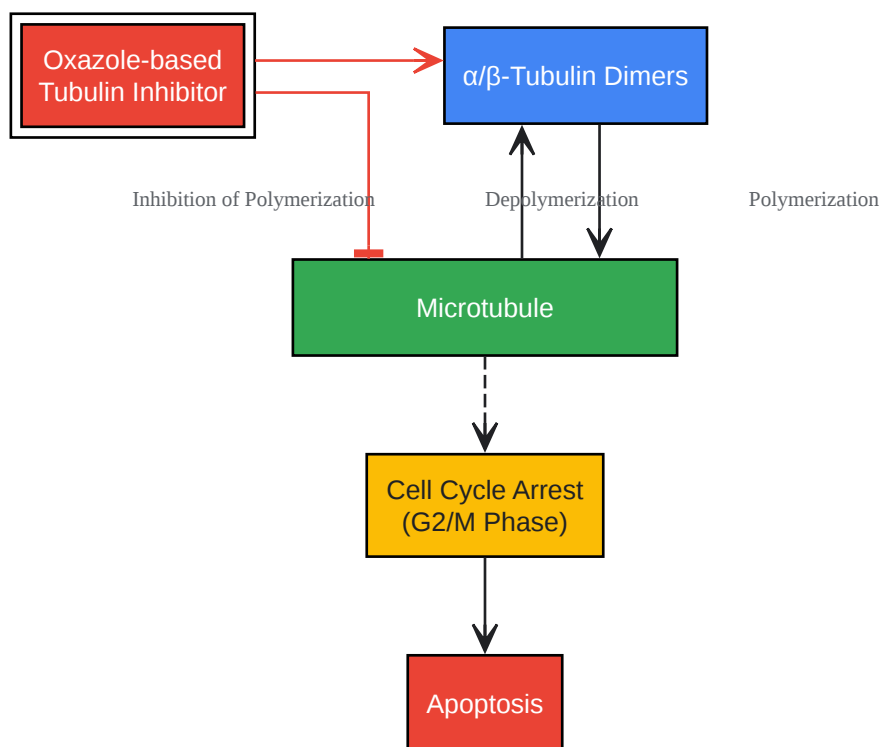 Oxazole-based
Tubulin Inhibitor
α/β-Tubulin Dimers
Inhibition of Polymerization
Depolymerization
Polymerization
Microtubule
Cell Cycle Arrest
(G2/M Phase)
Apoptosis